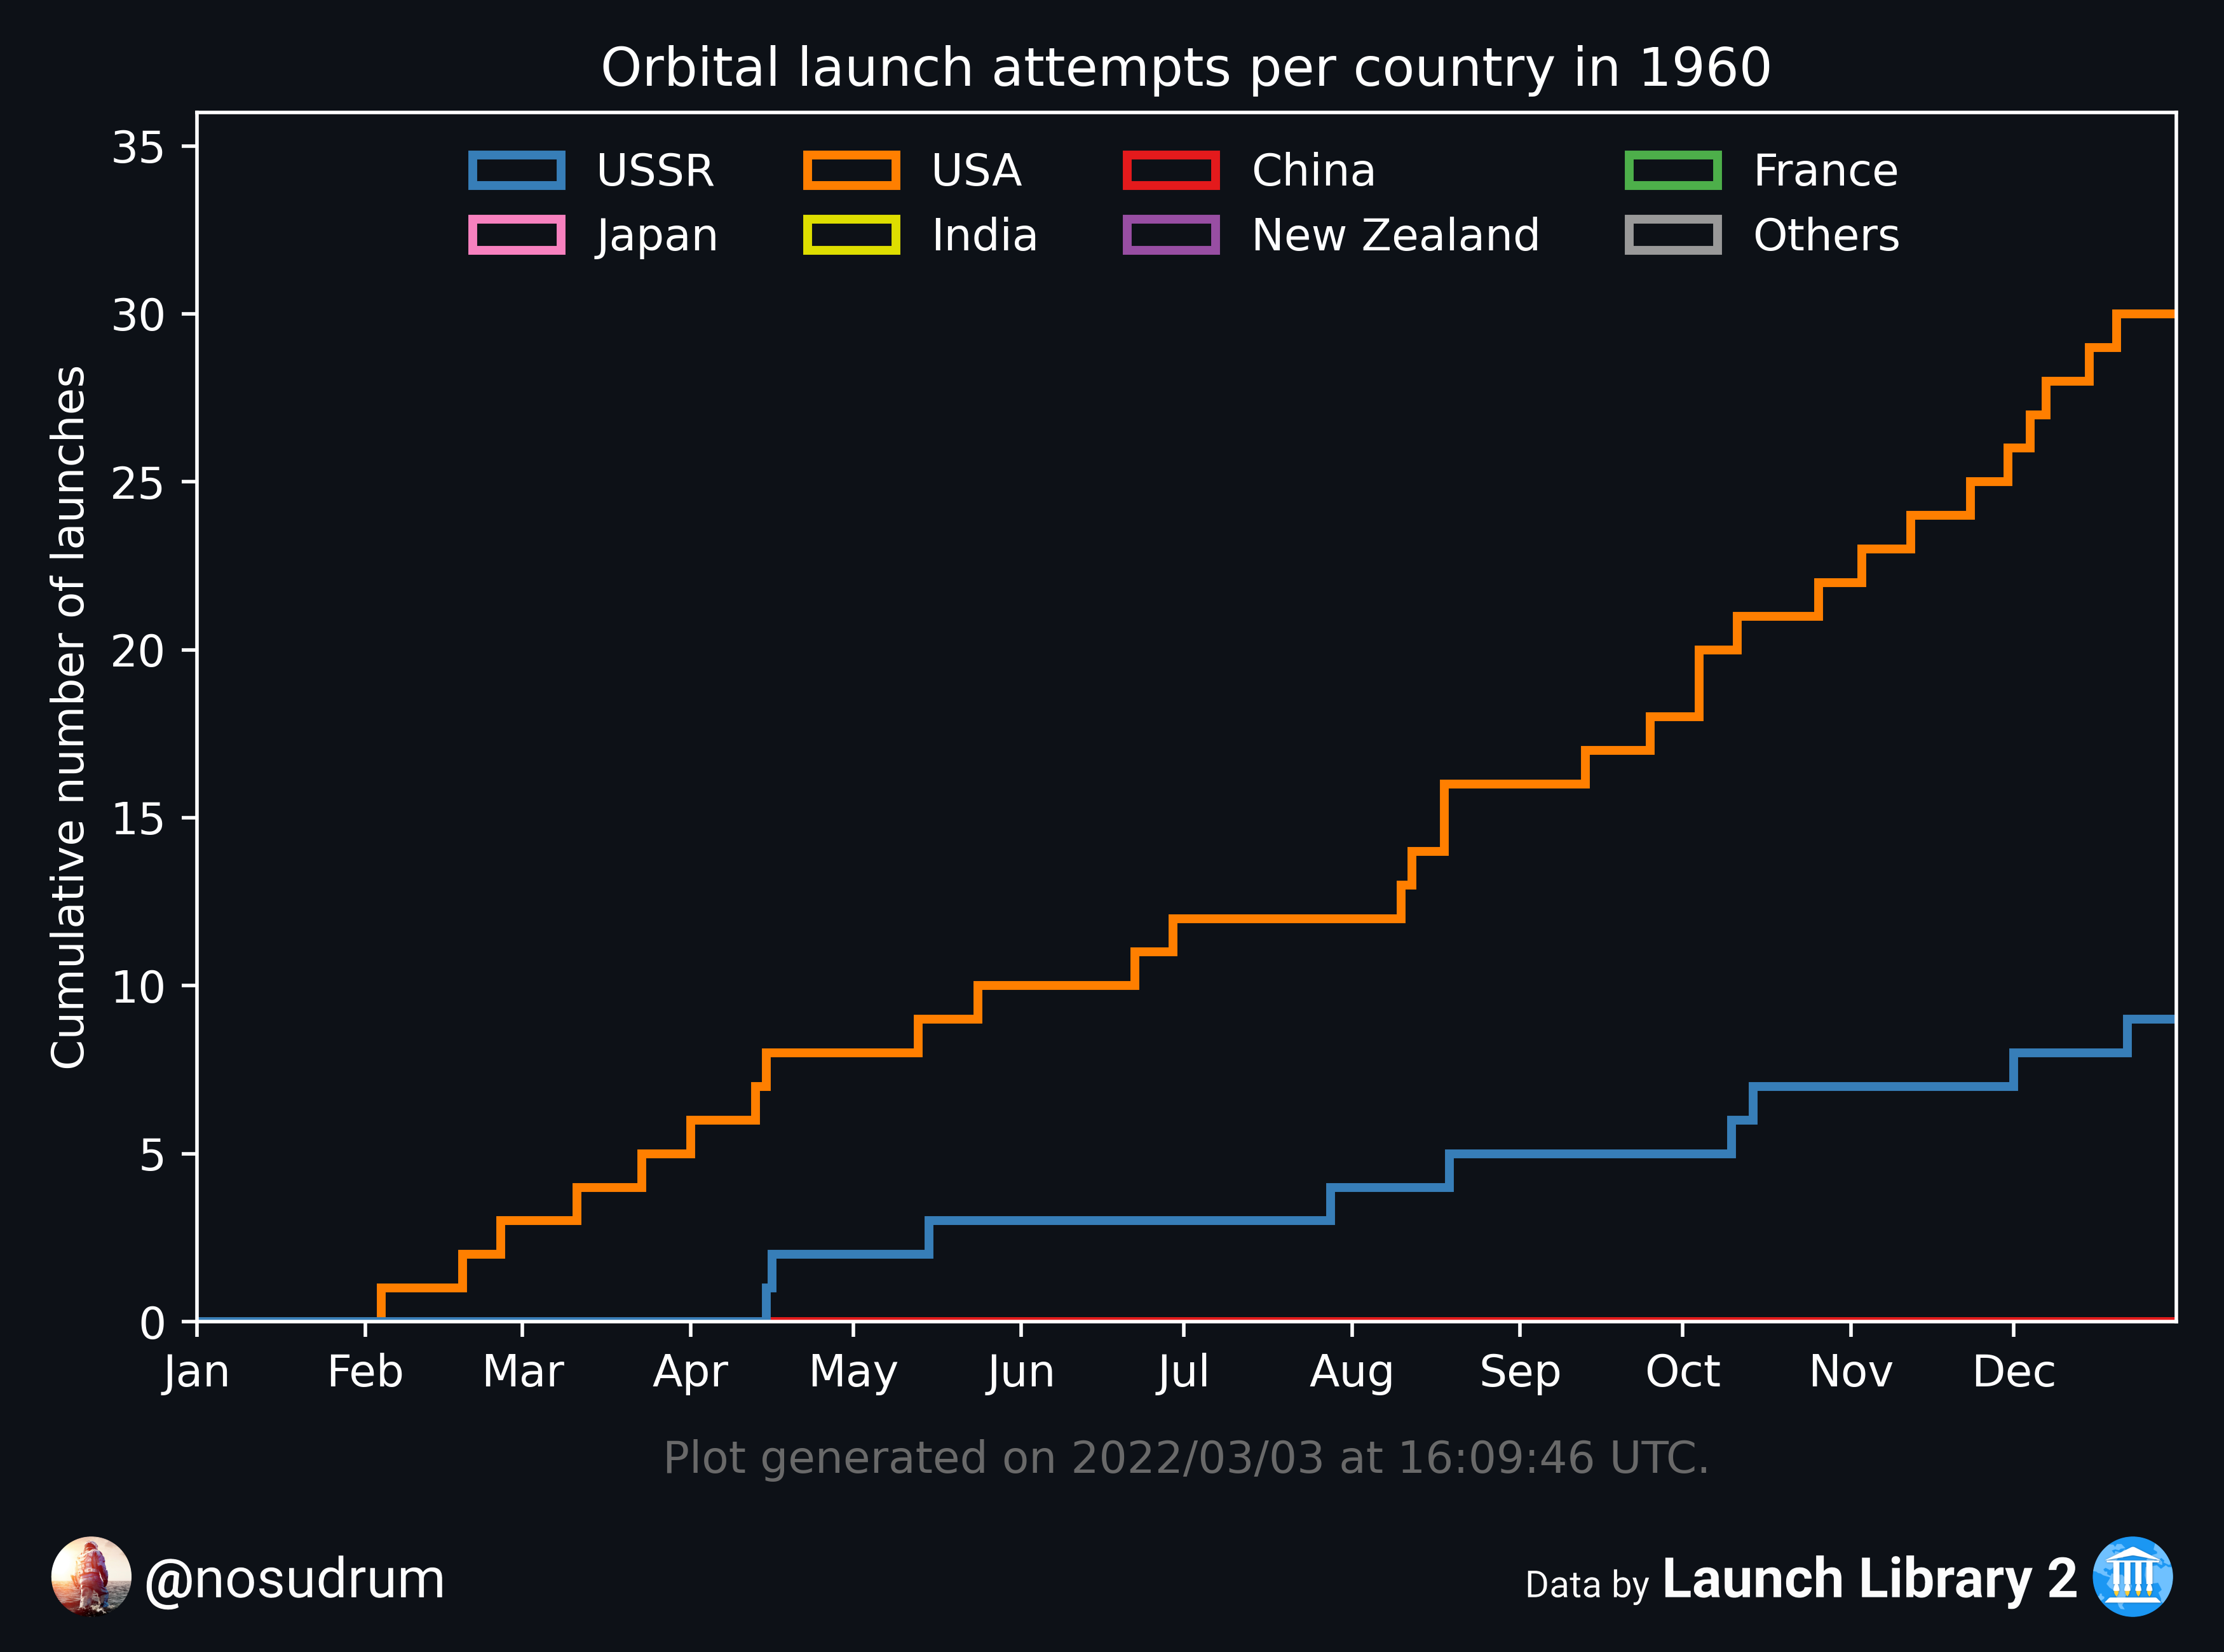 Orbital launch attempts per country in 1960
USSR USA China France
Japan India New Zealand Others
Cumulative number of launches
35
30
25
20
15
10
5
0
Jan Feb Mar Apr May Jun Jul Aug Sep Oct Nov Dec
Plot generated on 2022/03/03 at 16:09:46 UTC.
@nosudrum
Data by Launch Library 2